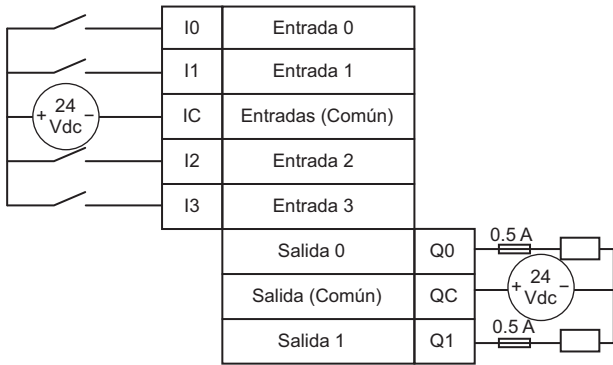 I0 Entrada 0
I1 Entrada 1
+ 24 Vdc − IC Entradas (Común)
I2 Entrada 2
I3 Entrada 3
Salida 0 Q0 0.5 A
Salida (Común) QC + 24 Vdc −
Salida 1 Q1 0.5 A